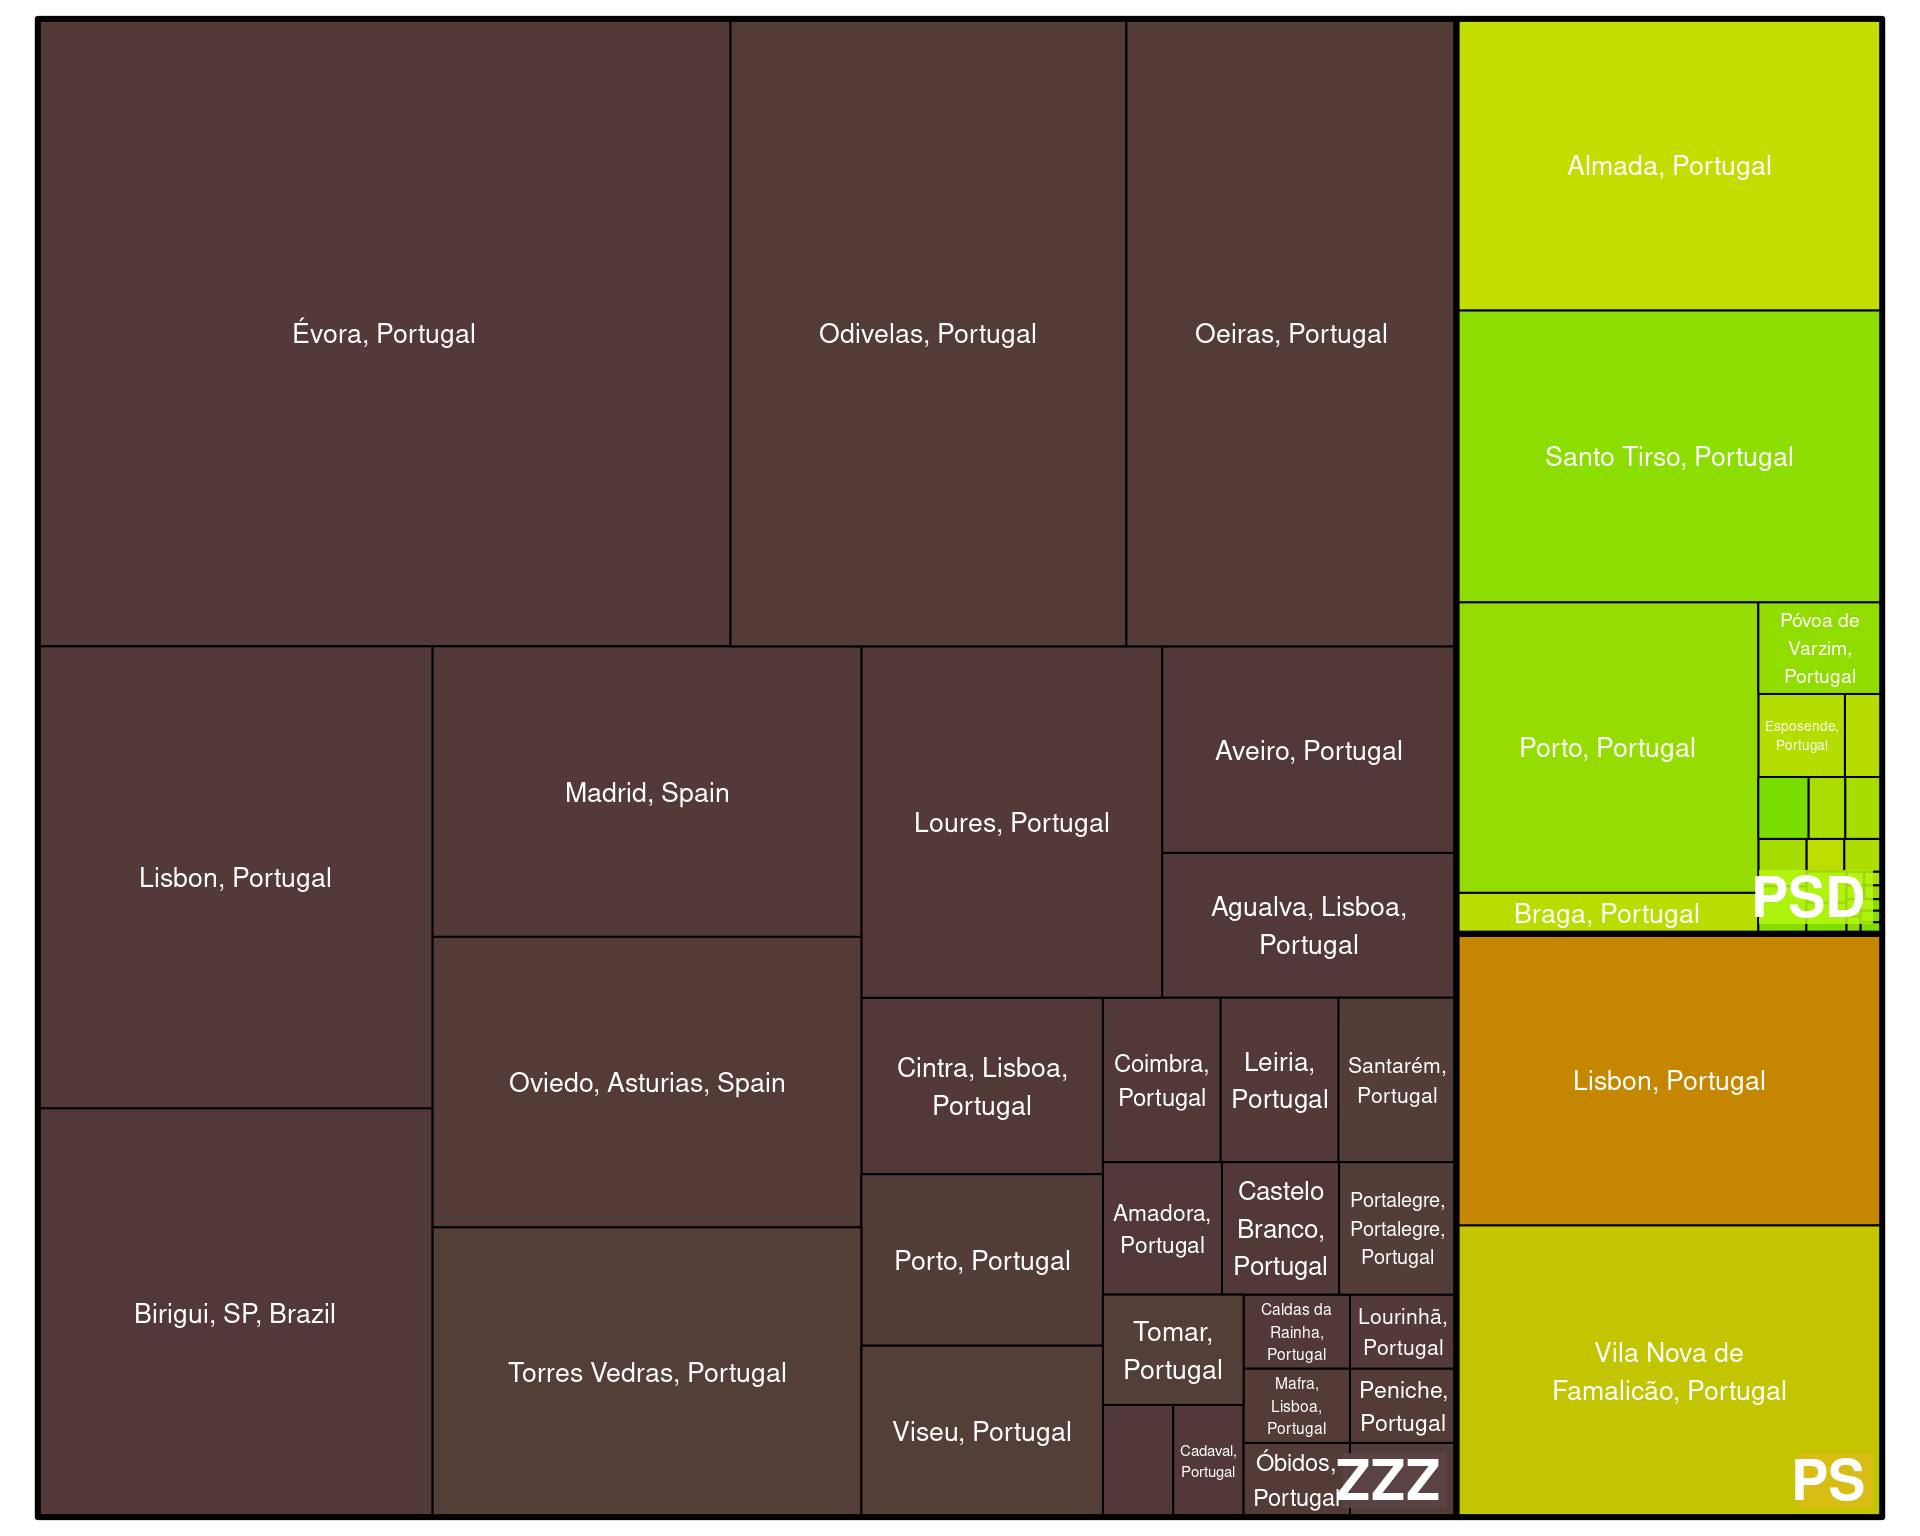 Évora, Portugal
Odivelas, Portugal
Oeiras, Portugal
Almada, Portugal
Santo Tirso, Portugal
Porto, Portugal
Póvoa de
Varzim,
Portugal
Esposende,
Portugal
Braga, Portugal
PSD
Lisbon, Portugal
Madrid, Spain
Loures, Portugal
Aveiro, Portugal
Agualva, Lisboa,
Portugal
Oviedo, Asturias, Spain
Cintra, Lisboa,
Portugal
Coimbra,
Portugal
Leiria,
Portugal
Santarém,
Portugal
Birigui, SP, Brazil
Torres Vedras, Portugal
Porto, Portugal
Viseu, Portugal
Amadora,
Portugal
Castelo
Branco,
Portugal
Portalegre,
Portalegre,
Portugal
Tomar,
Portugal
Caldas da
Rainha,
Portugal
Lourinhã,
Portugal
Mafra,
Lisboa,
Portugal
Peniche,
Portugal
Cadaval,
Portugal
Óbidos,
Portugal
ZZZ
Lisbon, Portugal
Vila Nova de
Famalicão, Portugal
PS